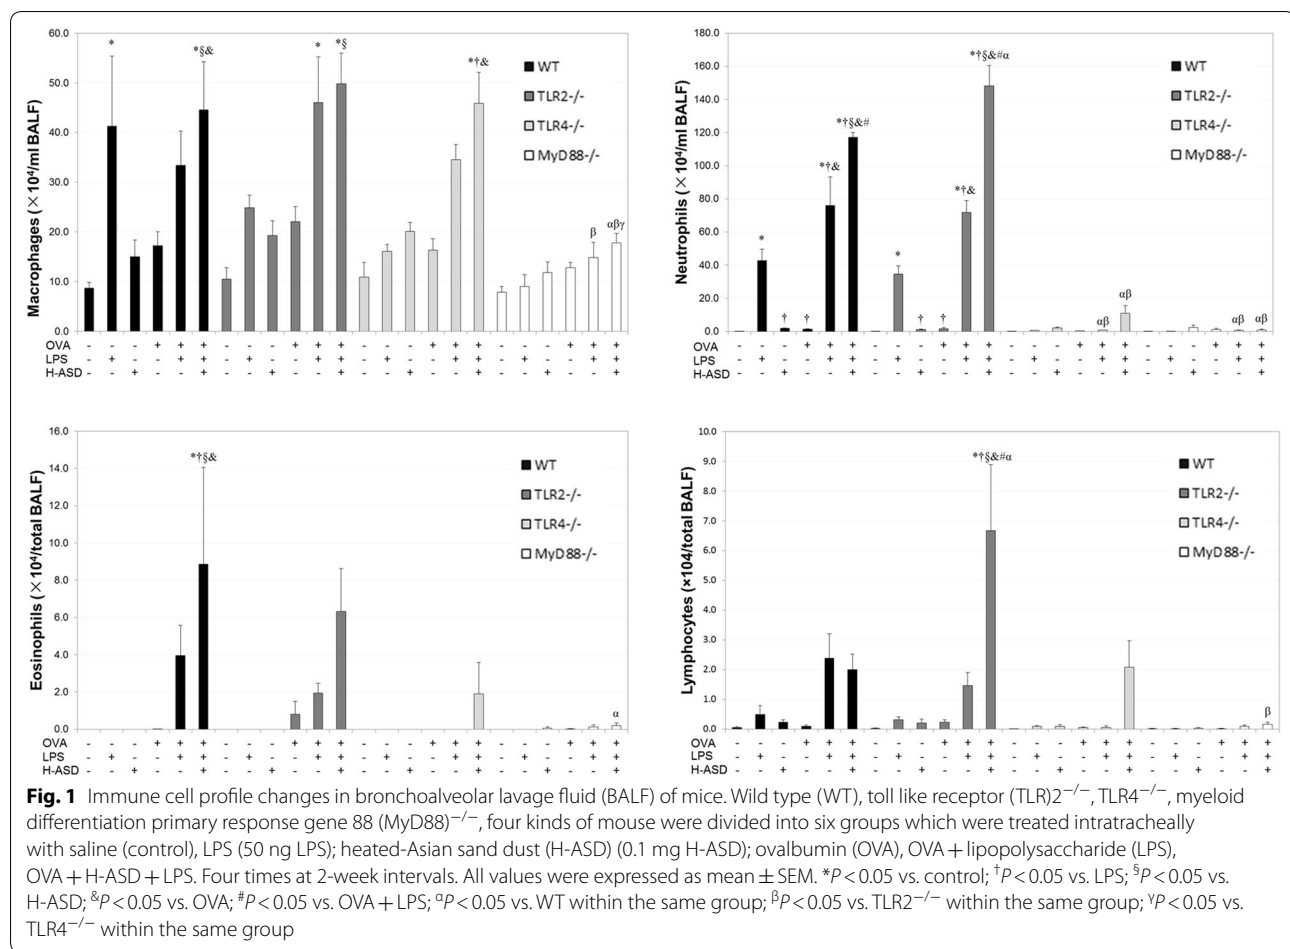 Macrophages (×10⁴/ml BALF)
60.0
50.0
40.0
30.0
20.0
10.0
0.0
* *§& * *§ *†& β αβγ
WT
TLR2-/-
TLR4-/-
MyD88-/-
OVA - - - + + + - - - + + + - - - + + + - - - + + +
LPS - + - - + + - + - - + + - + - - + + - + - - + +
H-ASD - - + - - + - - + - - + - - + - - + - - + - - +
Neutrophils (×10⁴/ml BALF)
180.0
160.0
140.0
120.0
100.0
80.0
60.0
40.0
20.0
0.0
* † † *†& *†§&# * † † *†& *†§&#α αβ αβ αβ αβ
WT
TLR2-/-
TLR4-/-
MyD88-/-
OVA - - - + + + - - - + + + - - - + + + - - - + + +
LPS - + - - + + - + - - + + - + - - + + - + - - + +
H-ASD - - + - - + - - + - - + - - + - - + - - + - - +
Eosinophils (×10⁴/total BALF)
16.0
14.0
12.0
10.0
8.0
6.0
4.0
2.0
0.0
*†§& α
WT
TLR2-/-
TLR4-/-
MyD88-/-
OVA - - - + + + - - - + + + - - - + + + - - - + + +
LPS - + - - + + - + - - + + - + - - + + - + - - + +
H-ASD - - + - - + - - + - - + - - + - - + - - + - - +
Lymphocytes (×104/total BALF)
10.0
9.0
8.0
7.0
6.0
5.0
4.0
3.0
2.0
1.0
0.0
*†§&#α β
WT
TLR2-/-
TLR4-/-
MyD88-/-
OVA - - - + + + - - - + + + - - - + + + - - - + + +
LPS - + - - + + - + - - + + - + - - + + - + - - + +
H-ASD - - + - - + - - + - - + - - + - - + - - + - - +
Fig. 1 Immune cell profile changes in bronchoalveolar lavage fluid (BALF) of mice. Wild type (WT), toll like receptor (TLR)2⁻/⁻, TLR4⁻/⁻, myeloid
differentiation primary response gene 88 (MyD88)⁻/⁻, four kinds of mouse were divided into six groups which were treated intratracheally
with saline (control), LPS (50 ng LPS); heated-Asian sand dust (H-ASD) (0.1 mg H-ASD); ovalbumin (OVA), OVA + lipopolysaccharide (LPS),
OVA + H-ASD + LPS. Four times at 2-week intervals. All values were expressed as mean ± SEM. *P < 0.05 vs. control; †P < 0.05 vs. LPS; §P < 0.05 vs.
H-ASD; &P < 0.05 vs. OVA; #P < 0.05 vs. OVA + LPS; αP < 0.05 vs. WT within the same group; βP < 0.05 vs. TLR2⁻/⁻ within the same group; γP < 0.05 vs.
TLR4⁻/⁻ within the same group